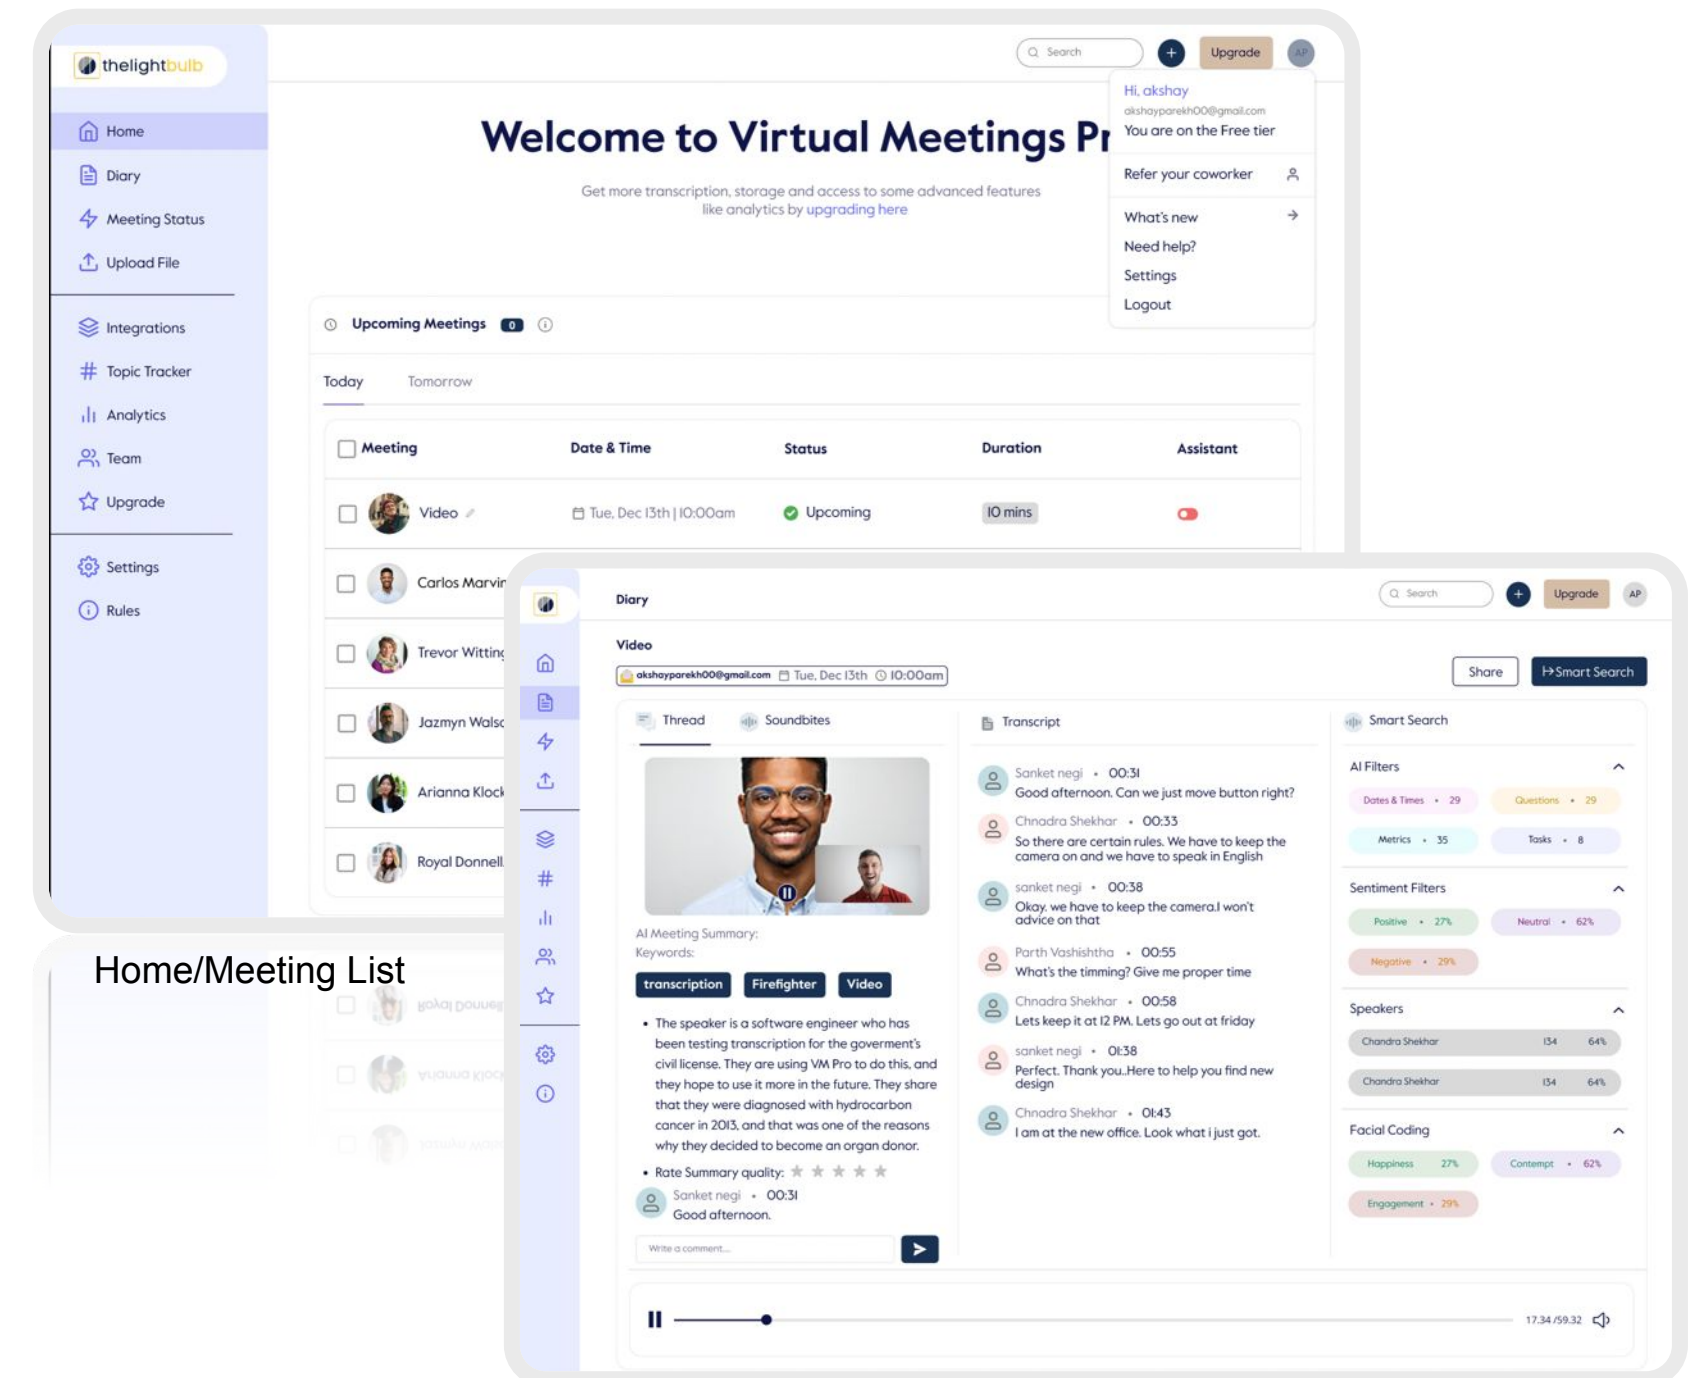 thelightbulb
Search
+
Upgrade
AP
Hi, akshay
akshayparekh00@gmail.com
You are on the Free tier
Refer your coworker
What's new
Need help?
Settings
Logout
Home
Diary
Meeting Status
Upload File
Integrations
Topic Tracker
Analytics
Team
Upgrade
Settings
Rules
Welcome to Virtual Meetings Pr
Get more transcription, storage and access to some advanced features
like analytics by upgrading here
Upcoming Meetings 0
Today Tomorrow
Meeting Date & Time Status Duration Assistant
Video Tue, Dec 13th | 10:00am Upcoming 10 mins
Carlos Marvin
Trevor Witting
Jazmyn Walso
Arianna Klock
Royal Donnell
Home/Meeting List
Royal Donnell
Arianna Klock
Jazmyn Walso
Diary
Search
+
Upgrade
AP
Video
akshayparekh00@gmail.com Tue, Dec 13th 10:00am
Share
Smart Search
Thread Soundbites
AI Meeting Summary:
Keywords:
transcription Firefighter Video
• The speaker is a software engineer who has
been testing transcription for the goverment's
civil license. They are using VM Pro to do this, and
they hope to use it more in the future. They share
that they were diagnosed with hydrocarbon
cancer in 2013, and that was one of the reasons
why they decided to become an organ donor.
• Rate Summary quality:
Sanket negi • 00:31
Good afternoon.
Write a comment...
Transcript
Sanket negi • 00:31
Good afternoon. Can we just move button right?
Chnadra Shekhar • 00:33
So there are certain rules. We have to keep the
camera on and we have to speak in English
sanket negi • 00:38
Okay. we have to keep the camera.I won't
advice on that
Parth Vashishtha • 00:55
What's the timming? Give me proper time
Chnadra Shekhar • 00:58
Lets keep it at 12 PM. Lets go out at friday
sanket negi • 01:38
Perfect. Thank you..Here to help you find new
design
Chnadra Shekhar • 01:43
I am at the new office. Look what i just got.
Smart Search
AI Filters
Dates & Times • 29 Questions • 29
Metrics • 35 Tasks • 8
Sentiment Filters
Positive • 27% Neutral • 62%
Negative • 29%
Speakers
Chandra Shekhar 134 64%
Chandra Shekhar 134 64%
Facial Coding
Happiness 27% Contempt • 62%
Engagement • 29%
17.34 /59.32